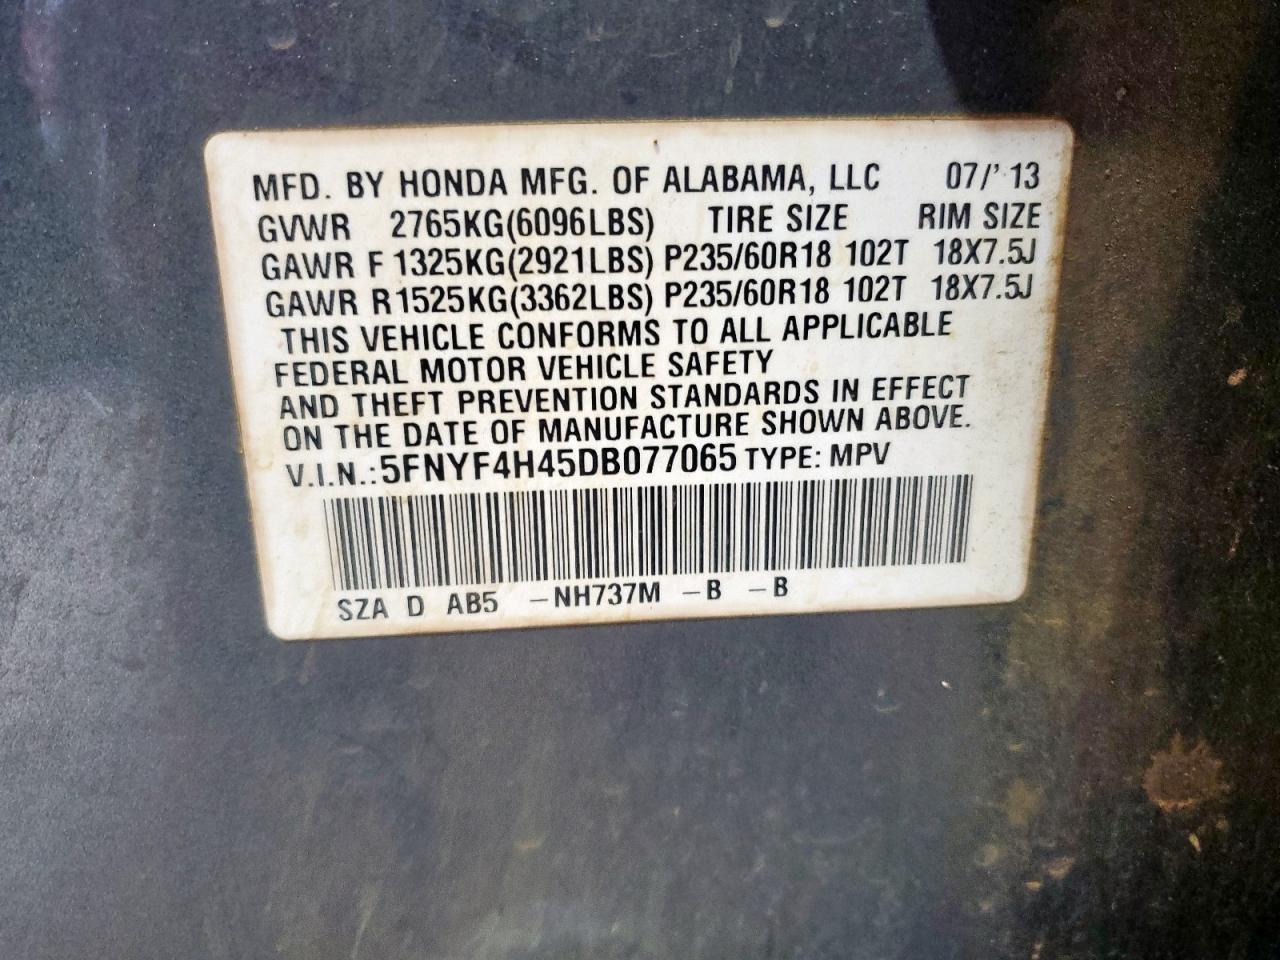 MFD. BY HONDA MFG. OF ALABAMA, LLC 07/'13
GVWR 2765KG(6096LBS) TIRE SIZE RIM SIZE
GAWR F 1325KG(2921LBS) P235/60R18 102T 18X7.5J
GAWR R 1525KG(3362LBS) P235/60R18 102T 18X7.5J
THIS VEHICLE CONFORMS TO ALL APPLICABLE
FEDERAL MOTOR VEHICLE SAFETY
AND THEFT PREVENTION STANDARDS IN EFFECT
ON THE DATE OF MANUFACTURE SHOWN ABOVE.
V.I.N.: 5FNYF4H45DB077065 TYPE: MPV
SZA D AB5 –NH737M –B –B